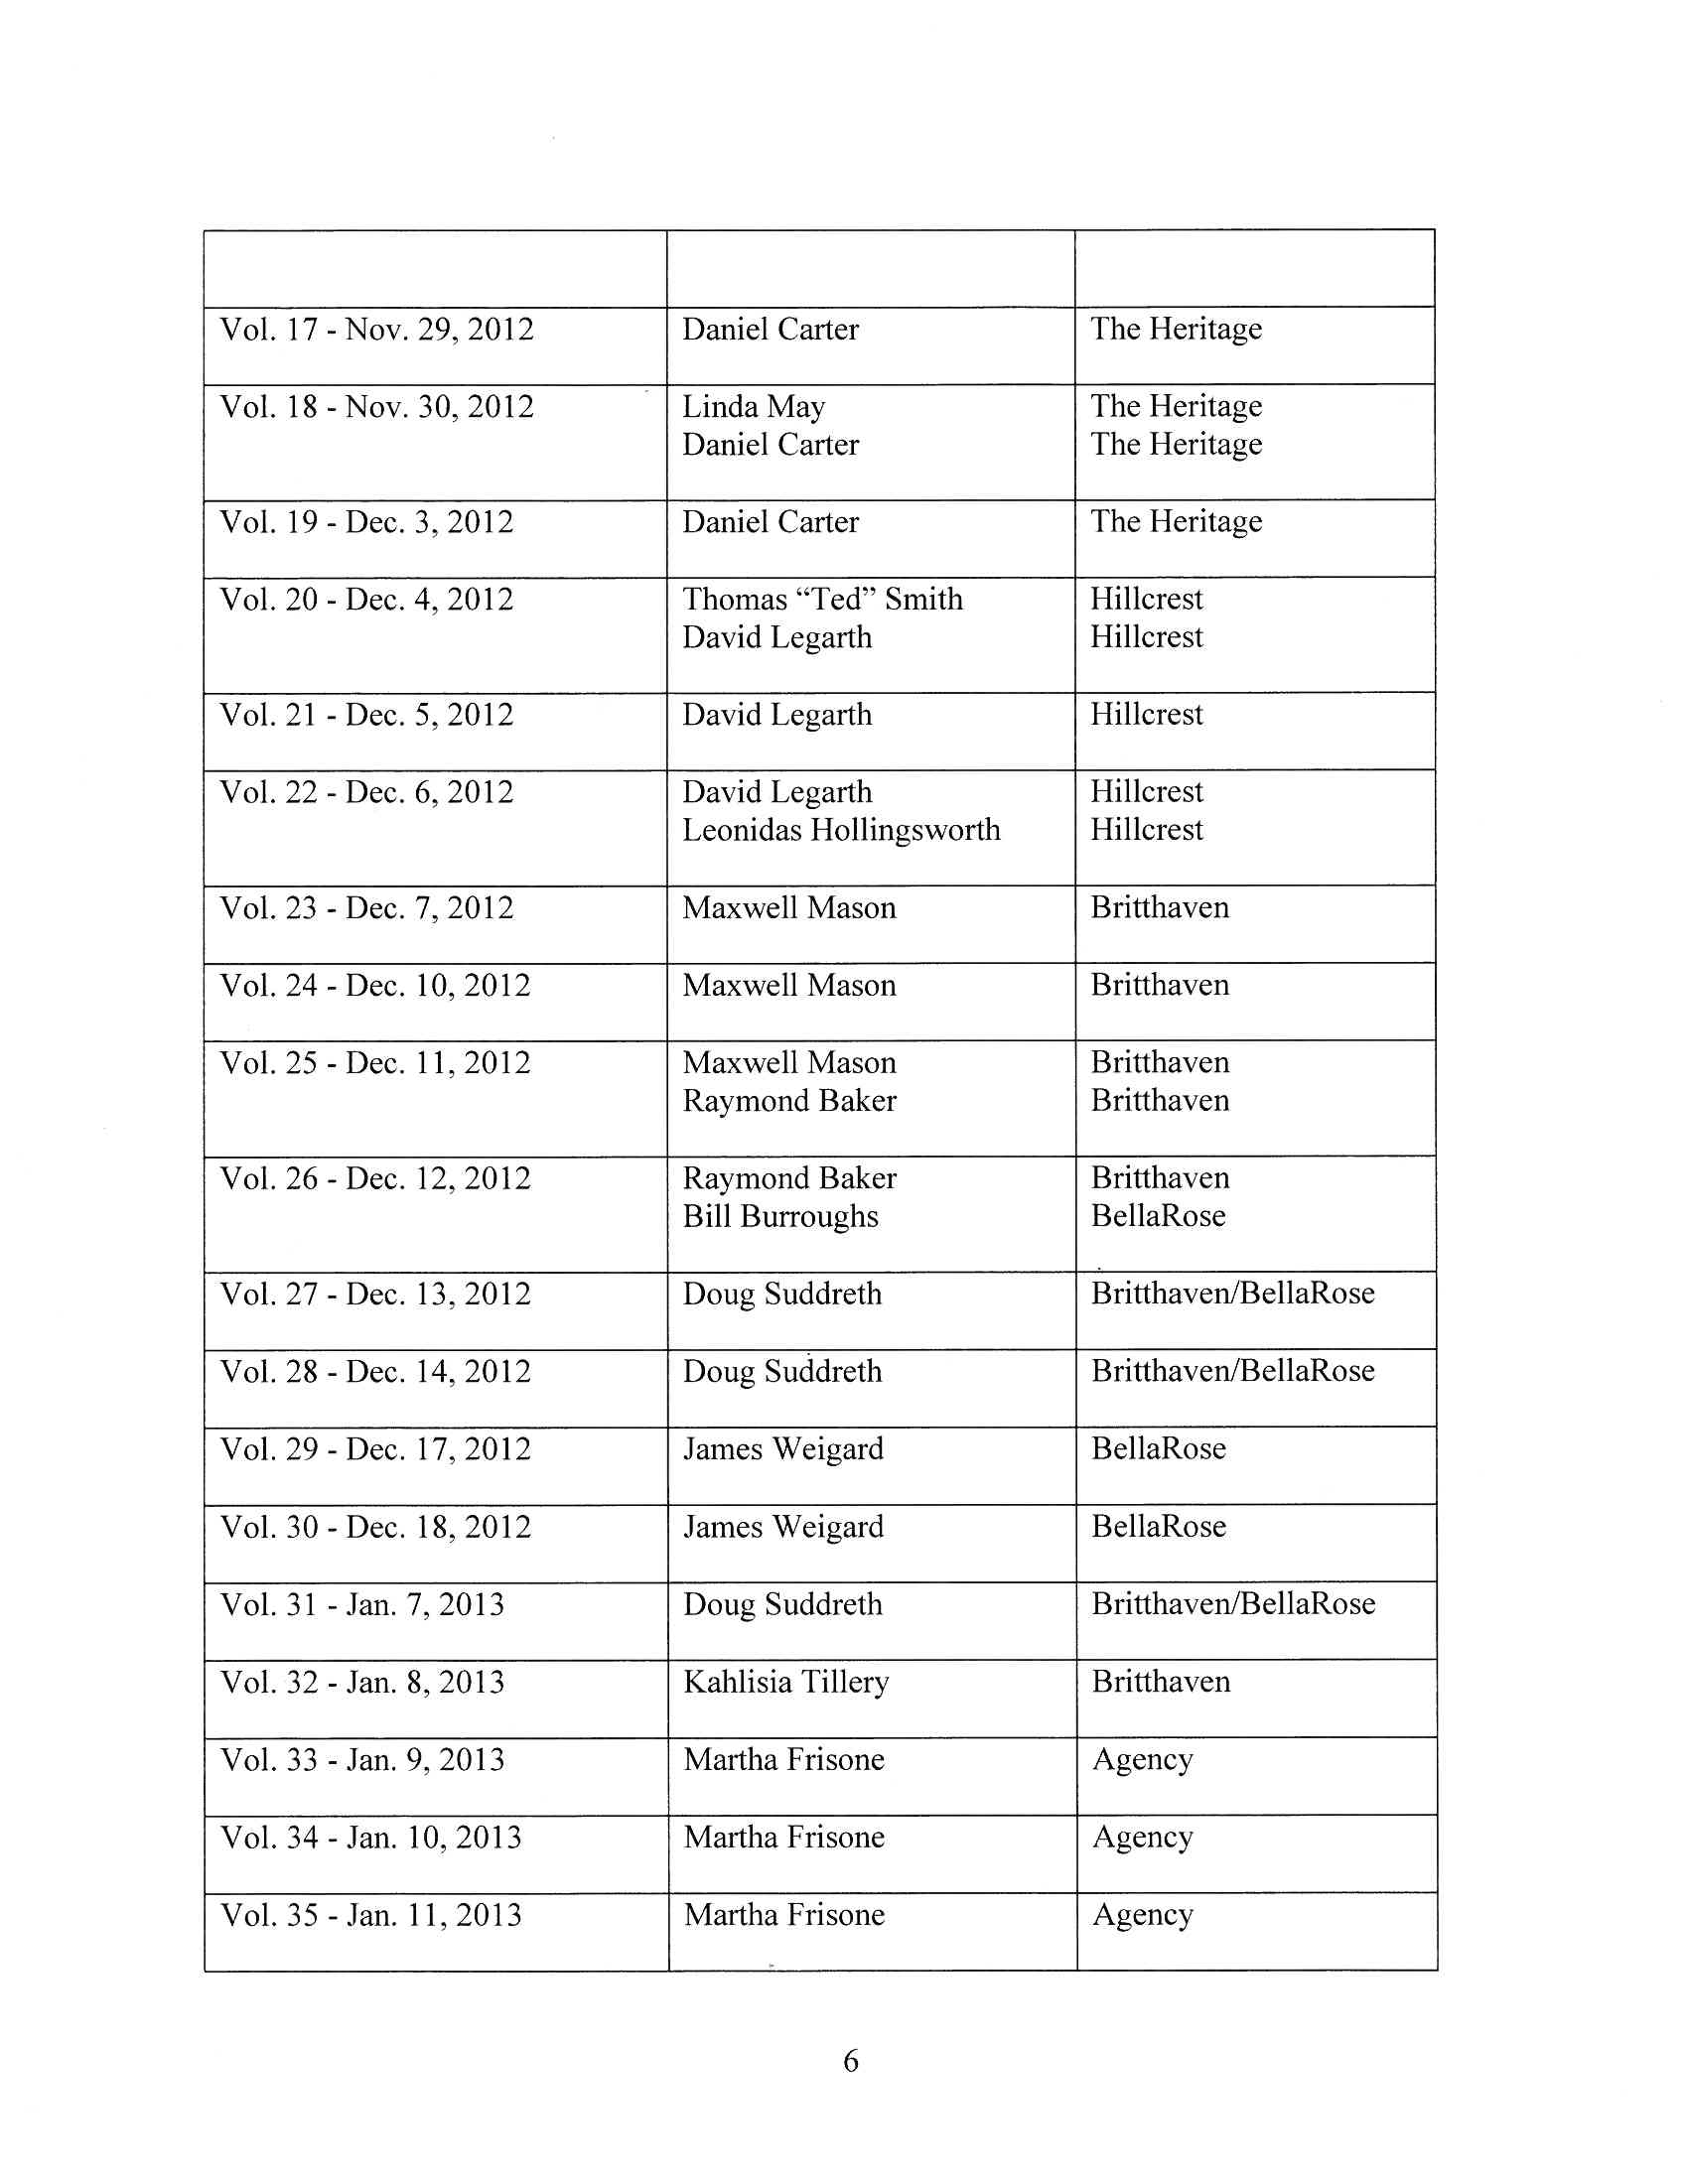 Vol. 17 - Nov. 29, 2012 Daniel Carter The Heritage
Vol. 18 - Nov. 30, 2012 Linda May The Heritage
Daniel Carter The Heritage
Vol. 19 - Dec. 3, 2012 Daniel Carter The Heritage
Vol. 20 - Dec. 4, 2012 Thomas “Ted” Smith Hillcrest
David Legarth Hillcrest
Vol. 21 - Dec. 5, 2012 David Legarth Hillcrest
Vol. 22 - Dec. 6, 2012 David Legarth Hillcrest
Leonidas Hollingsworth Hillcrest
Vol. 23 - Dec. 7, 2012 Maxwell Mason Britthaven
Vol. 24 - Dec. 10, 2012 Maxwell Mason Britthaven
Vol. 25 - Dec. 11, 2012 Maxwell Mason Britthaven
Raymond Baker Britthaven
Vol. 26 - Dec. 12, 2012 Raymond Baker Britthaven
Bill Burroughs BellaRose
Vol. 27 - Dec. 13, 2012 Doug Suddreth Britthaven/BellaRose
Vol. 28 - Dec. 14, 2012 Doug Suddreth Britthaven/BellaRose
Vol. 29 - Dec. 17, 2012 James Weigard BellaRose
Vol. 30 - Dec. 18, 2012 James Weigard BellaRose
Vol. 31 - Jan. 7, 2013 Doug Suddreth Britthaven/BellaRose
Vol. 32 - Jan. 8, 2013 Kahlisia Tillery Britthaven
Vol. 33 - Jan. 9, 2013 Martha Frisone Agency
Vol. 34 - Jan. 10, 2013 Martha Frisone Agency
Vol. 35 - Jan. 11, 2013 Martha Frisone Agency
6